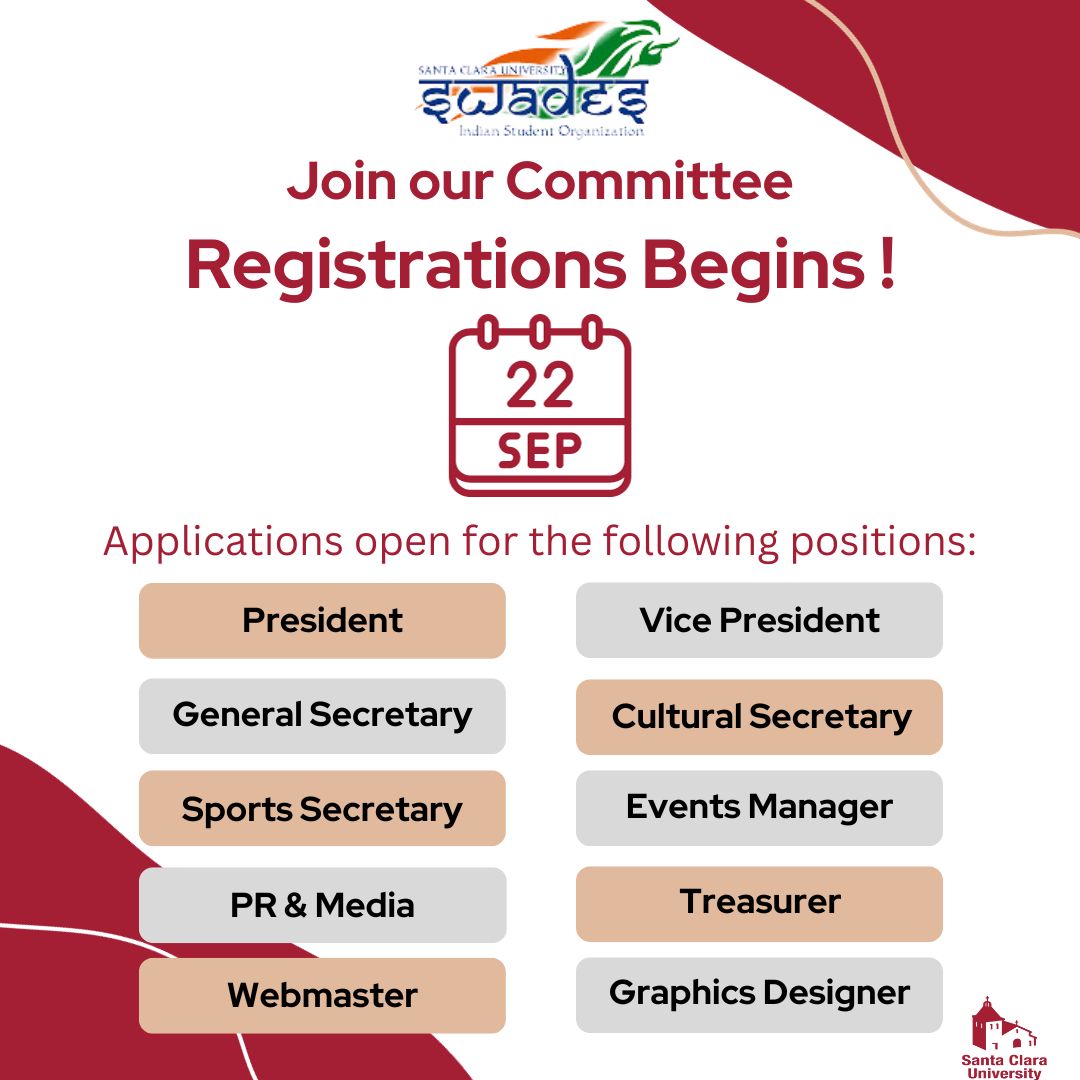 SANTA CLARA UNIVERSITY
swades
Indian Student Organization
Join our Committee
Registrations Begins !
22
SEP
Applications open for the following positions:
President
Vice President
General Secretary
Cultural Secretary
Sports Secretary
Events Manager
PR & Media
Treasurer
Webmaster
Graphics Designer
Santa Clara
University